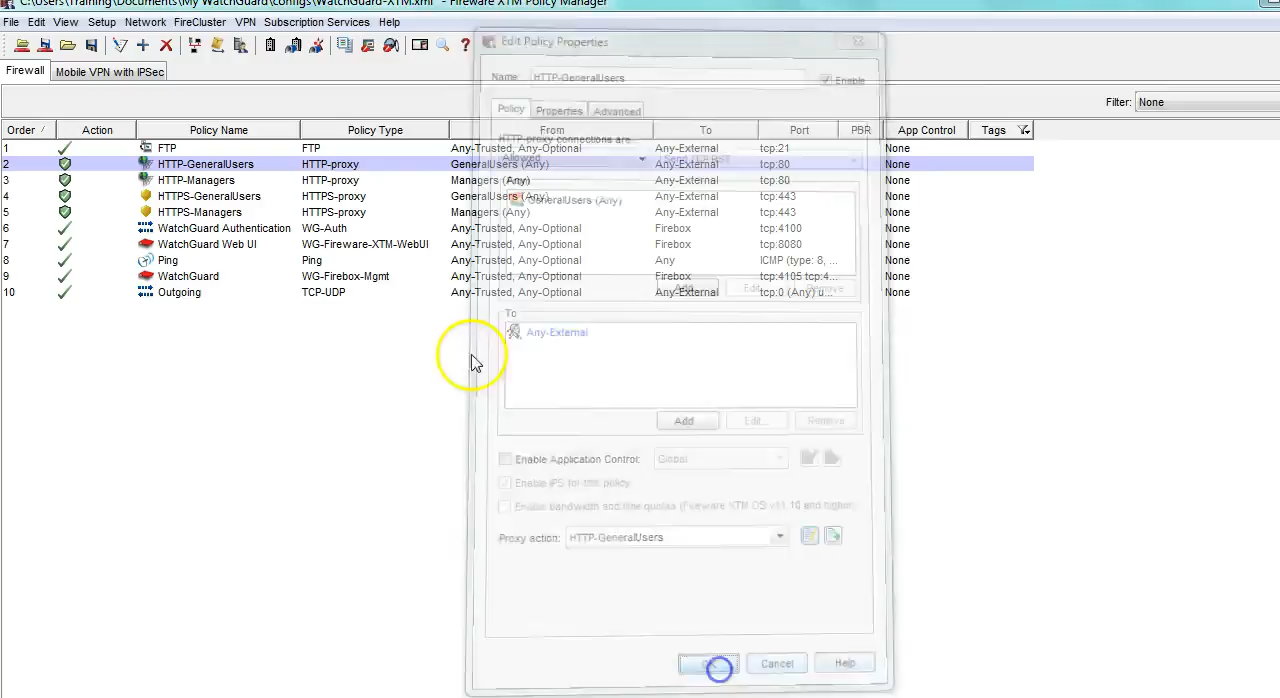 C:\Users\Training\Documents\My WatchGuard\configs\WatchGuard-XTM.xml * - Fireware XTM Policy Manager
File Edit View Setup Network FireCluster VPN Subscription Services Help
Firewall Mobile VPN with IPSec
Filter: None
Order / Action Policy Name Policy Type From To Port PBR App Control Tags
1 FTP FTP Any-Trusted, Any-Optional Any-External tcp:21 None
2 HTTP-GeneralUsers HTTP-proxy GeneralUsers (Any) Any-External tcp:80 None
3 HTTP-Managers HTTP-proxy Managers (Any) Any-External tcp:80 None
4 HTTPS-GeneralUsers HTTPS-proxy GeneralUsers (Any) Any-External tcp:443 None
5 HTTPS-Managers HTTPS-proxy Managers (Any) Any-External tcp:443 None
6 WatchGuard Authentication WG-Auth Any-Trusted, Any-Optional Firebox tcp:4100 None
7 WatchGuard Web UI WG-Fireware-XTM-WebUI Any-Trusted, Any-Optional Firebox tcp:8080 None
8 Ping Ping Any-Trusted, Any-Optional Any ICMP (type: 8, ... None
9 WatchGuard WG-Firebox-Mgmt Any-Trusted, Any-Optional Firebox tcp:4105 tcp:4... None
10 Outgoing TCP-UDP Any-Trusted, Any-Optional Any-External tcp:0 (Any) u... None
Edit Policy Properties
Name: HTTP-GeneralUsers Enable
Policy Properties Advanced
HTTP-proxy connections are...
Allowed Send TCP RST
From
GeneralUsers (Any)
Add Edit Remove
To
Any-External
Add Edit... Remove
Enable Application Control: Global
Enable IPS for this policy
Enable bandwidth and time quotas (Fireware XTM OS v11.10 and higher)
Proxy action: HTTP-GeneralUsers
OK Cancel Help